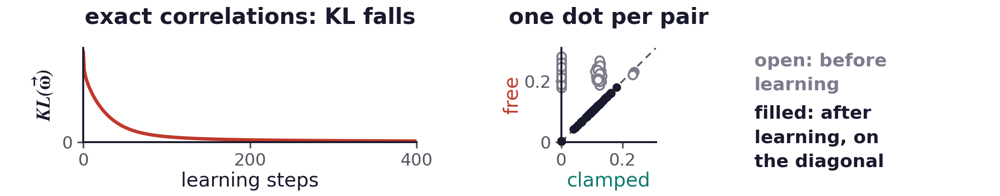 exact correlations: KL falls
KL(ω⃗)
0
0 200 400
learning steps
one dot per pair
free
0.2
0
0 0.2
clamped
open: before
learning
filled: after
learning, on
the diagonal